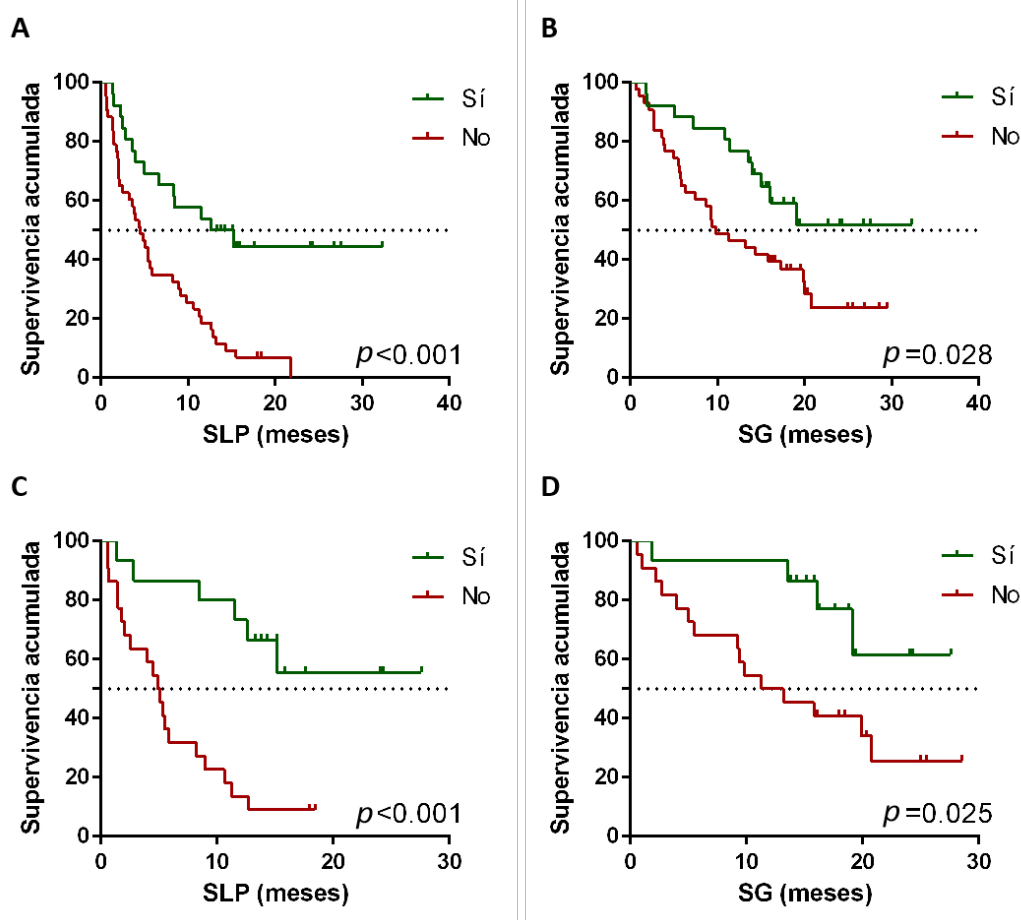 A
Supervivencia acumulada
100
80
60
40
20
0
Sí
No
p<0.001
0 10 20 30 40
SLP (meses)
B
Supervivencia acumulada
100
80
60
40
20
0
Sí
No
p=0.028
0 10 20 30 40
SG (meses)
C
Supervivencia acumulada
100
80
60
40
20
0
Sí
No
p<0.001
0 10 20 30
SLP (meses)
D
Supervivencia acumulada
100
80
60
40
20
0
Sí
No
p=0.025
0 10 20 30
SG (meses)